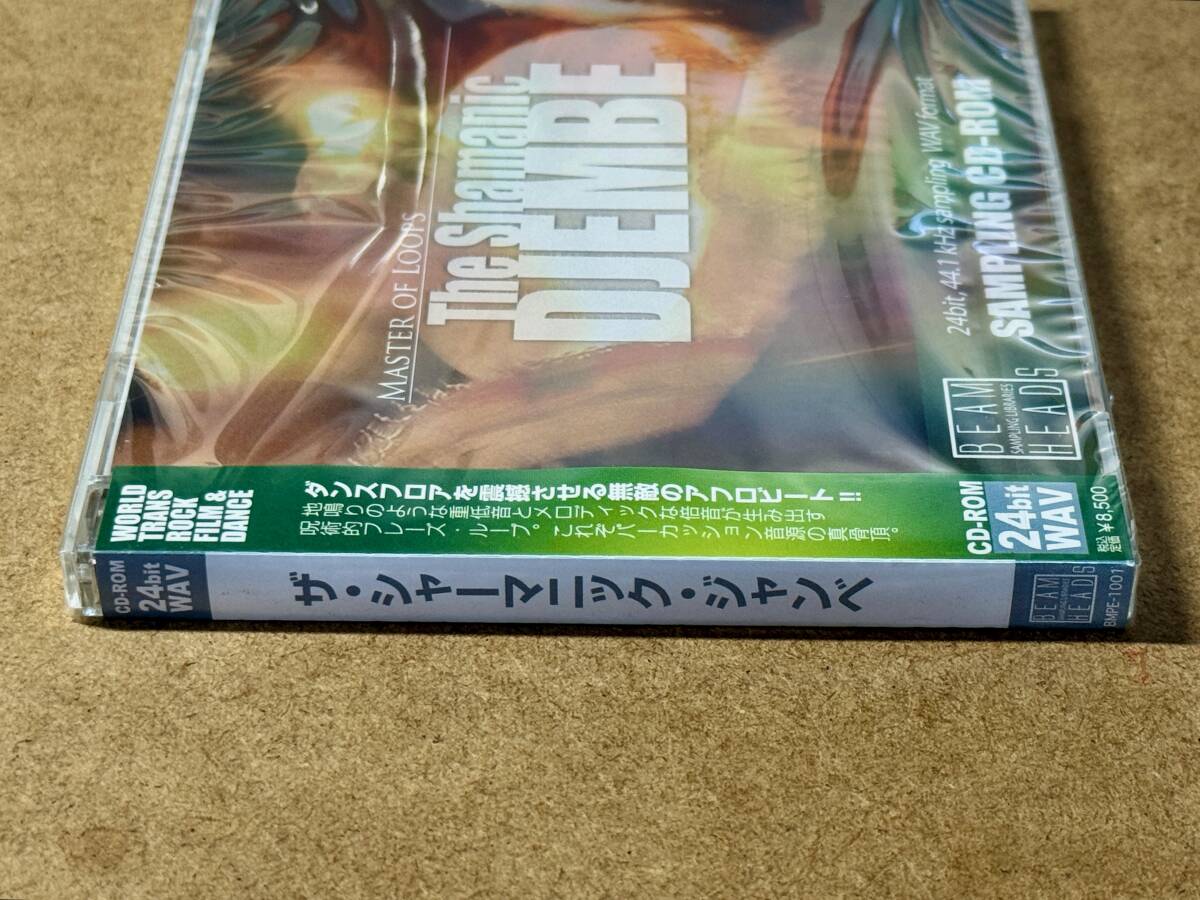 MASTER OF LOOPS
The Shamanic
DJEMBE
24bit, 44.1 kHz sampling WAV format
SAMPLING CD-ROM
BEAM
SAMPLING LIBRARIES
HEADS
WORLD
TRANS
ROCK
FILM &
DANCE
ダンスフロアを震撼させる無敵のアフロビート!!
地鳴りのような重低音とメロディックな倍音が生み出す
呪術的フレーズ・ループ。これぞパーカッション音源の真骨頂。
CD-ROM
24bit
WAV
税込定価 ¥8,500
CD-ROM
24bit
WAV
ザ・シャーマニック・ジャンベ
BEAM
SAMPLING LIBRARIES
HEADS
BMPE-1001